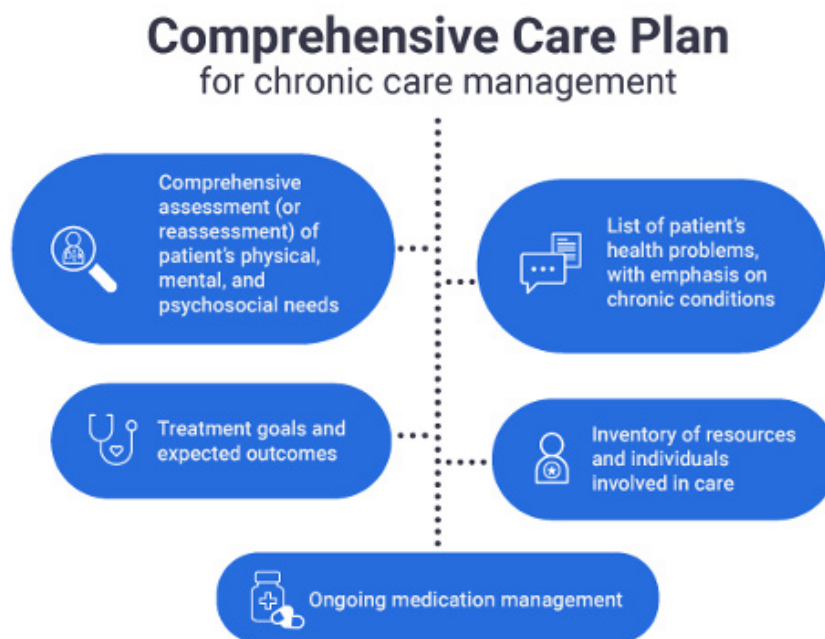 Comprehensive Care Plan
for chronic care management
Comprehensive
assessment (or
reassessment) of
patient's physical,
mental, and
psychosocial needs
List of patient's
health problems,
with emphasis on
chronic conditions
Treatment goals and
expected outcomes
Inventory of resources
and individuals
involved in care
Ongoing medication management